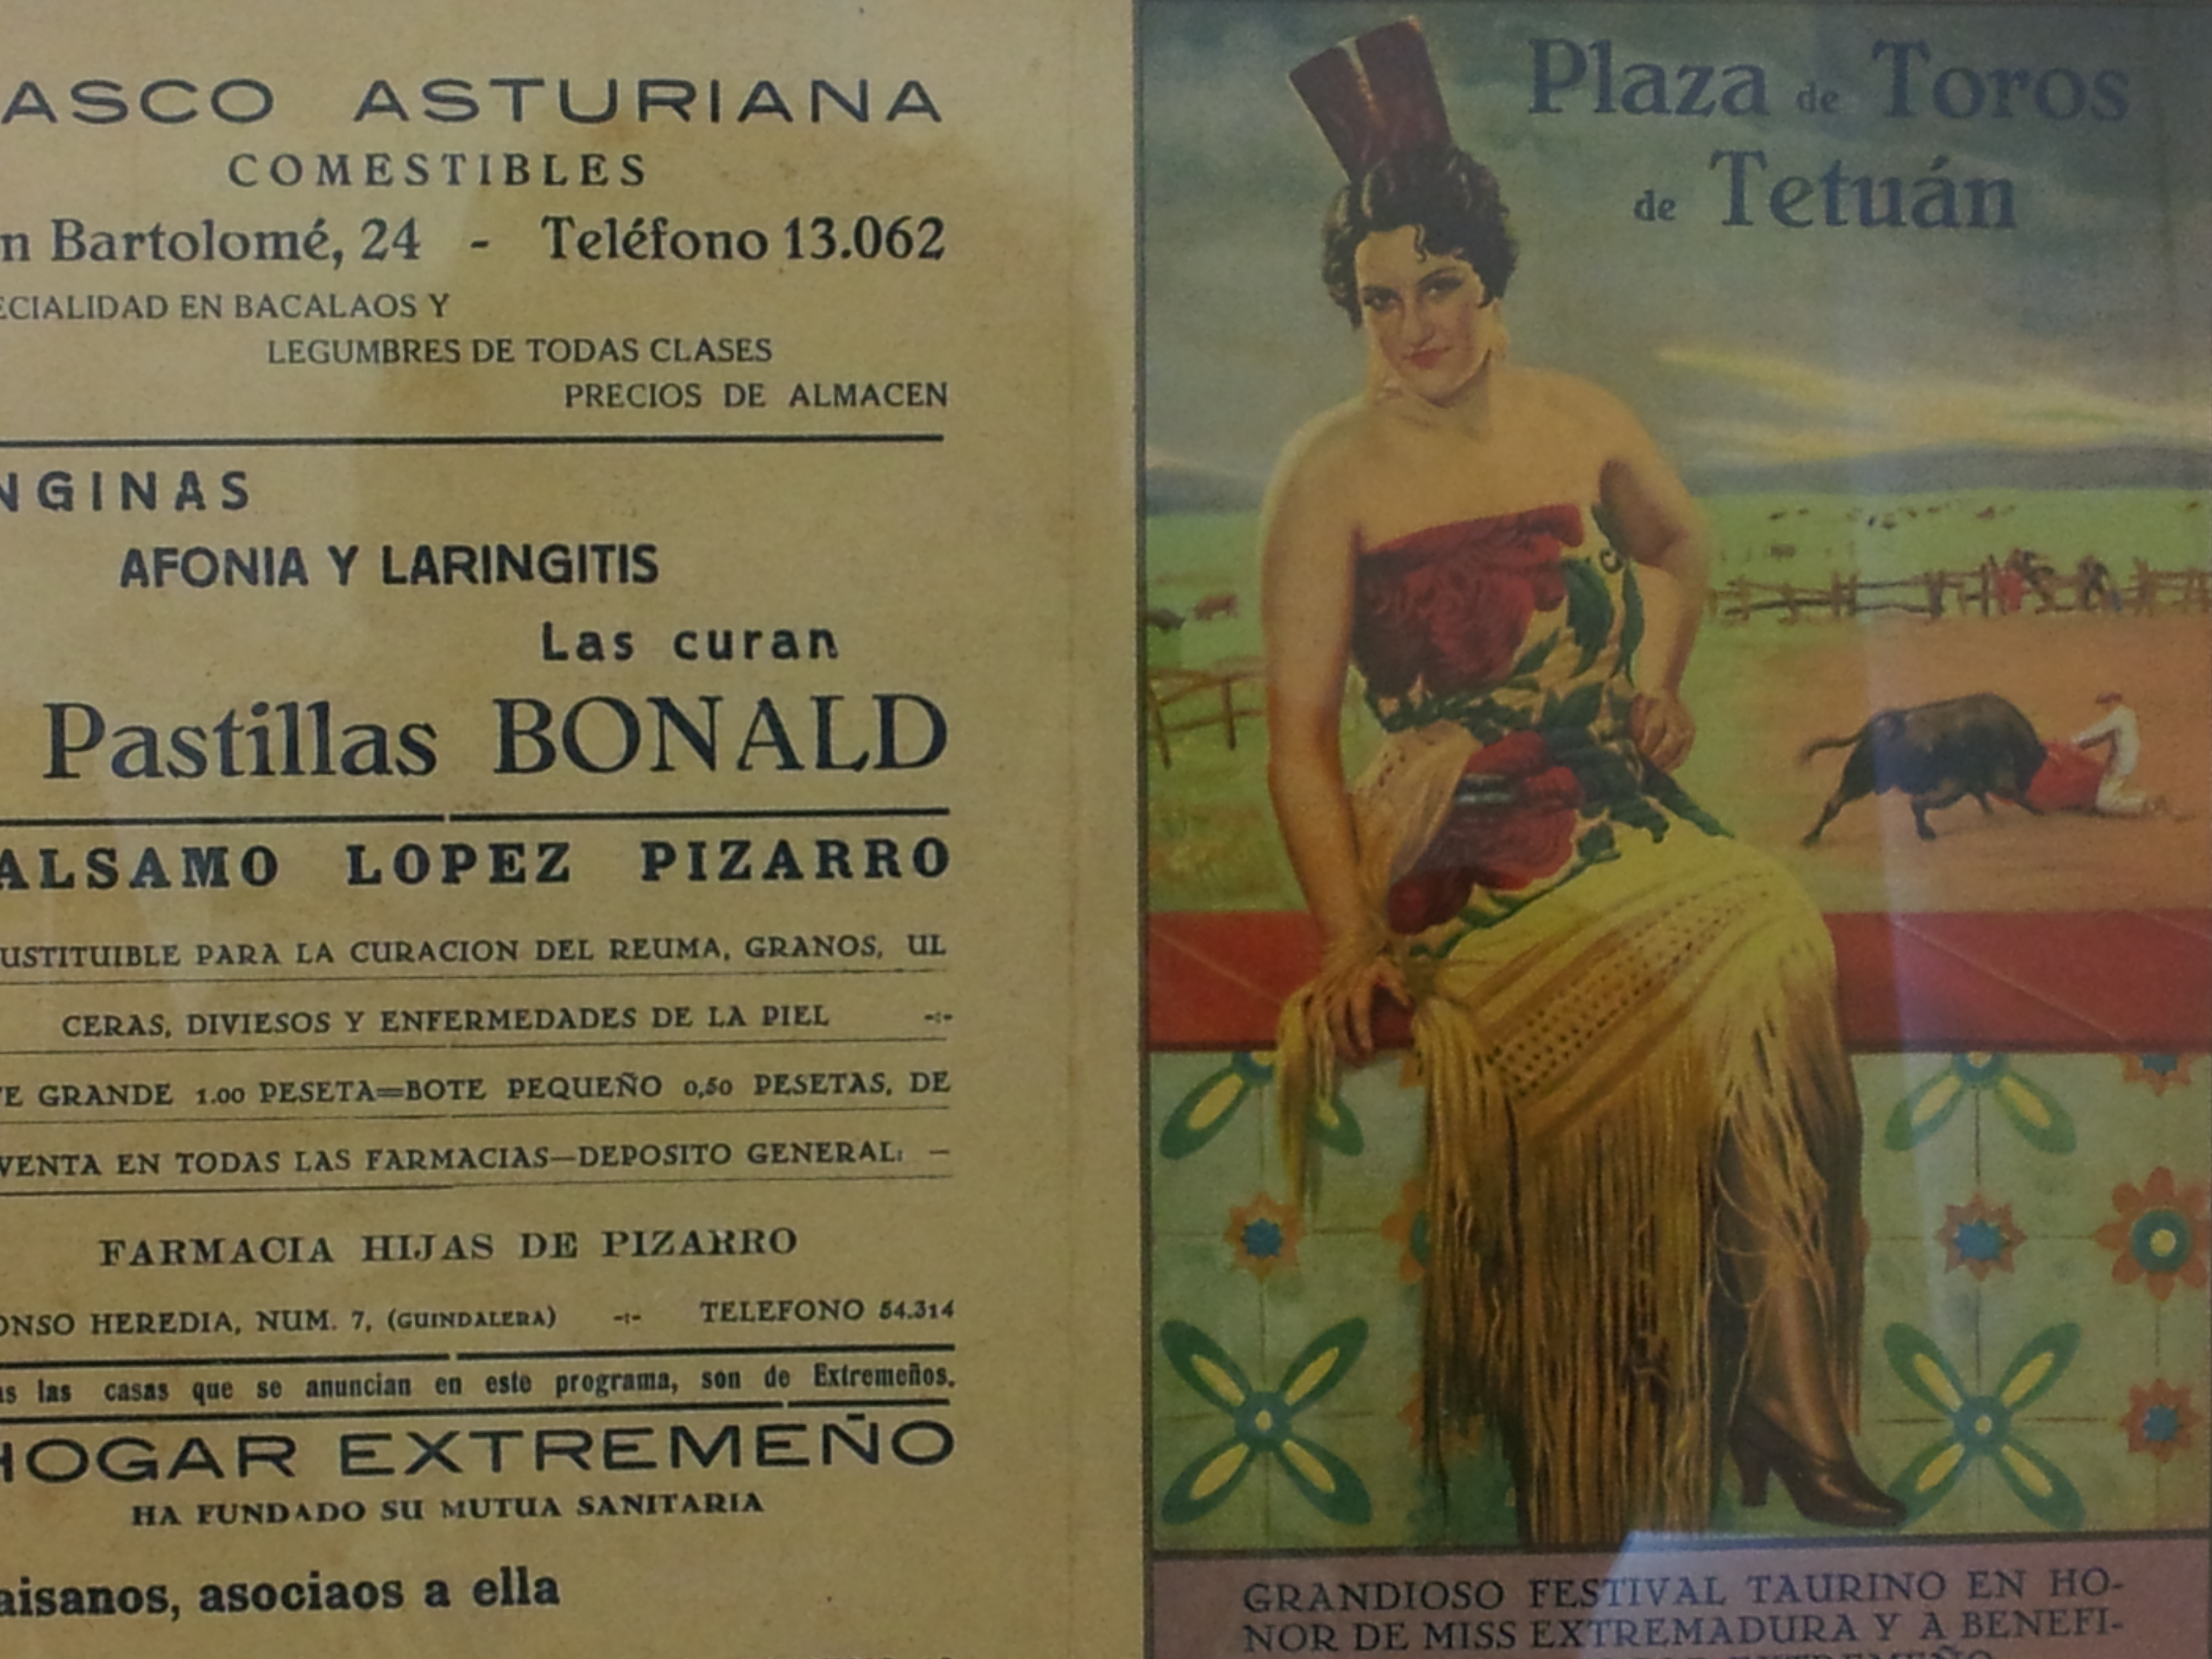 ASCO ASTURIANA
COMESTIBLES
n Bartolomé, 24 - Teléfono 13.062
ECIALIDAD EN BACALAOS Y
LEGUMBRES DE TODAS CLASES
PRECIOS DE ALMACEN
NGINAS
AFONIA Y LARINGITIS
Las curan
Pastillas BONALD
ALSAMO LOPEZ PIZARRO
USTITUIBLE PARA LA CURACION DEL REUMA, GRANOS, UL
CERAS, DIVIESOS Y ENFERMEDADES DE LA PIEL -:-
TE GRANDE 1.00 PESETA=BOTE PEQUEÑO 0,50 PESETAS, DE
VENTA EN TODAS LAS FARMACIAS—DEPOSITO GENERAL: —
FARMACIA HIJAS DE PIZARRO
ONSO HEREDIA, NUM. 7, (GUINDALERA) -:- TELEFONO 54.314
as las casas que se anuncian en este programa, son de Extremeños.
HOGAR EXTREMEÑO
HA FUNDADO SU MUTUA SANITARIA
aisanos, asociaos a ella
Plaza de Toros
de Tetuán
GRANDIOSO FESTIVAL TAURINO EN HO-
NOR DE MISS EXTREMADURA Y A BENEFI-
EXTREMEÑO